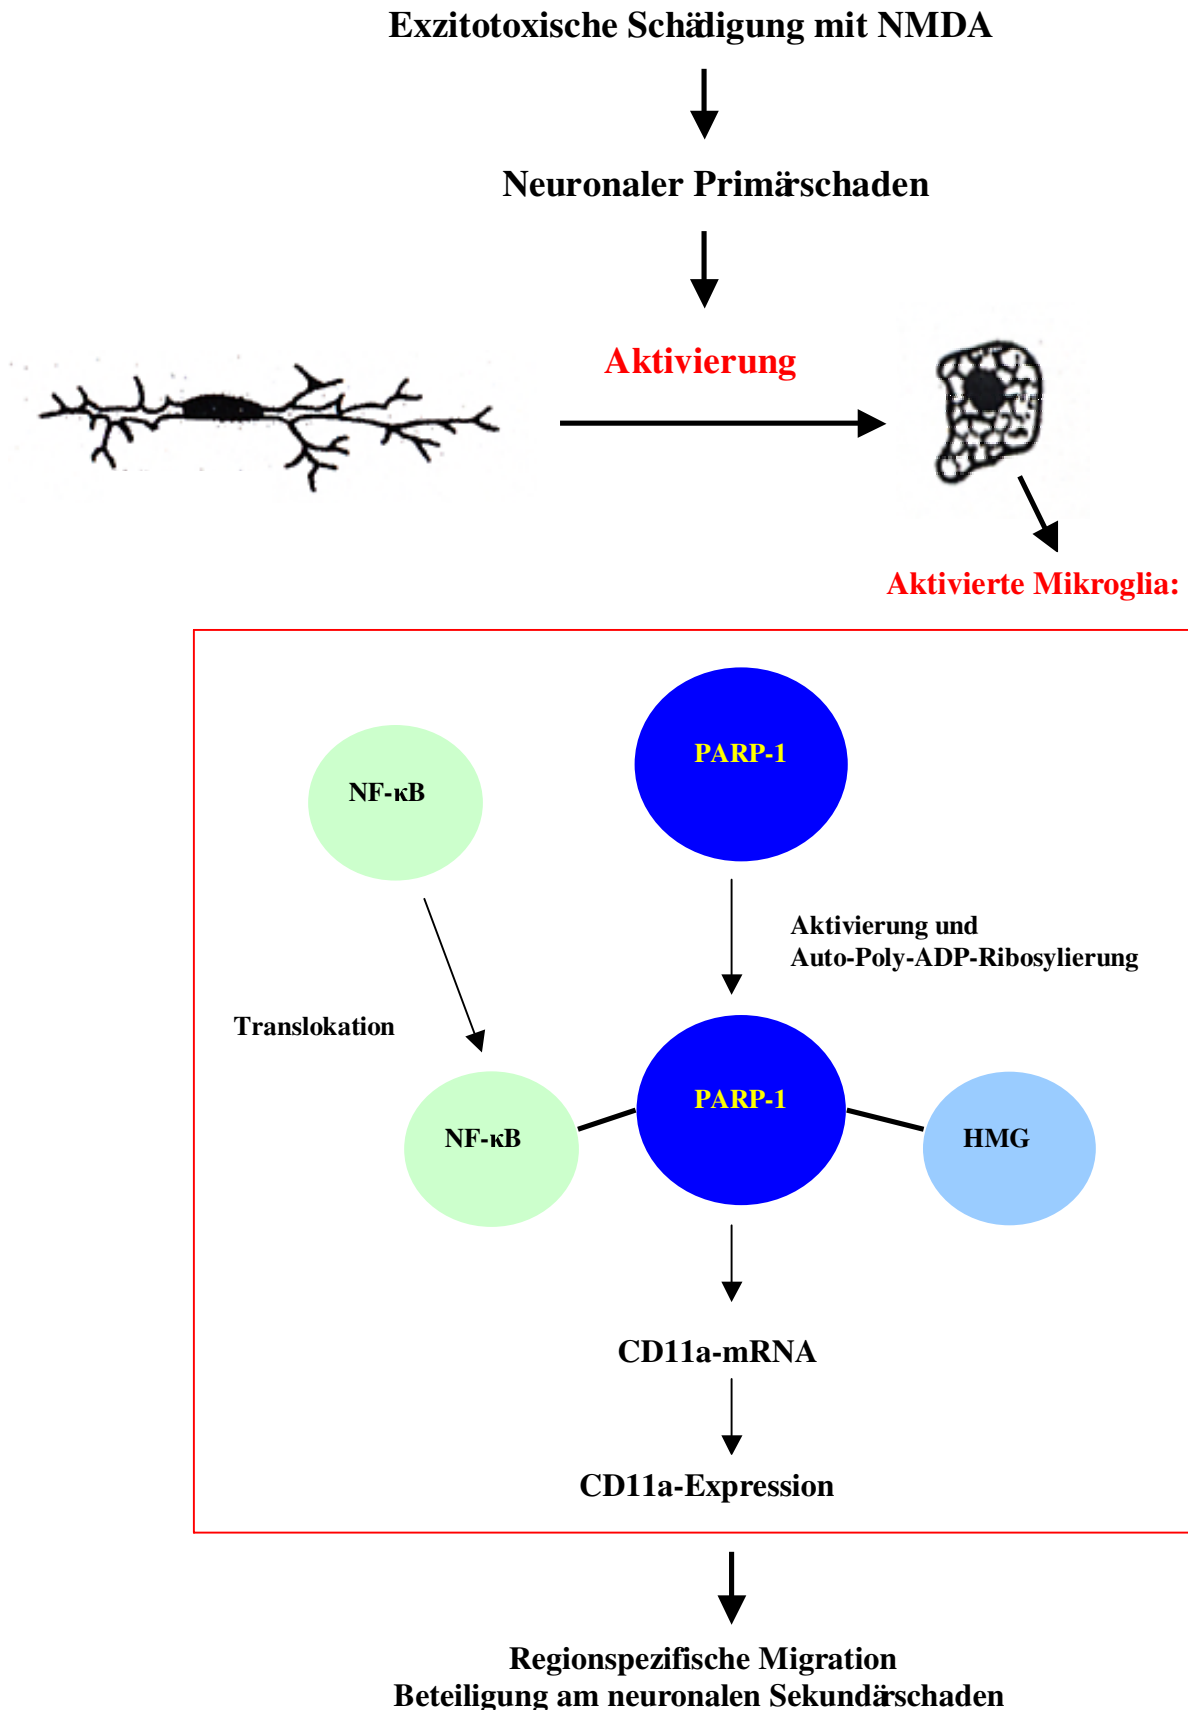 Exzitotoxische Schädigung mit NMDA
Neuronaler Primärschaden
Aktivierung
Aktivierte Mikroglia:
PARP-1
NF-κB
Aktivierung und
Auto-Poly-ADP-Ribosylierung
Translokation
PARP-1
NF-κB
HMG
CD11a-mRNA
CD11a-Expression
Regionspezifische Migration
Beteiligung am neuronalen Sekundärschaden